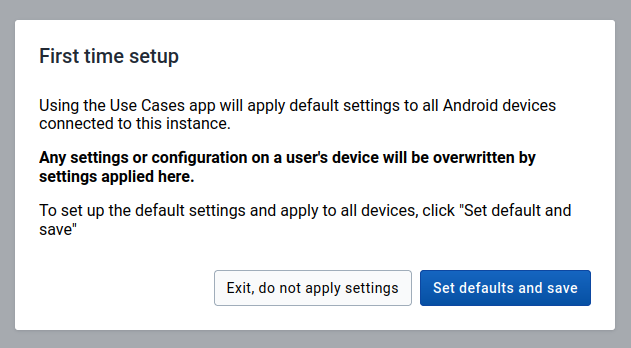 First time setup
Using the Use Cases app will apply default settings to all Android devices
connected to this instance.
Any settings or configuration on a user's device will be overwritten by
settings applied here.
To set up the default settings and apply to all devices, click "Set default and
save"
Exit, do not apply settings
Set defaults and save